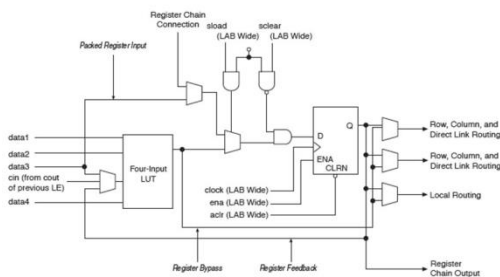 Register Chain
Connection
sload
(LAB Wide)
sclear
(LAB Wide)
Packed Register Input
data1
data2
data3
cin (from cout
of previous LE)
data4
Four-Input
LUT
clock (LAB Wide)
ena (LAB Wide)
aclr (LAB Wide)
D
Q
ENA
CLRN
Row, Column, and
Direct Link Routing
Row, Column, and
Direct Link Routing
Local Routing
Register
Chain Output
Register Bypass
Register Feedback